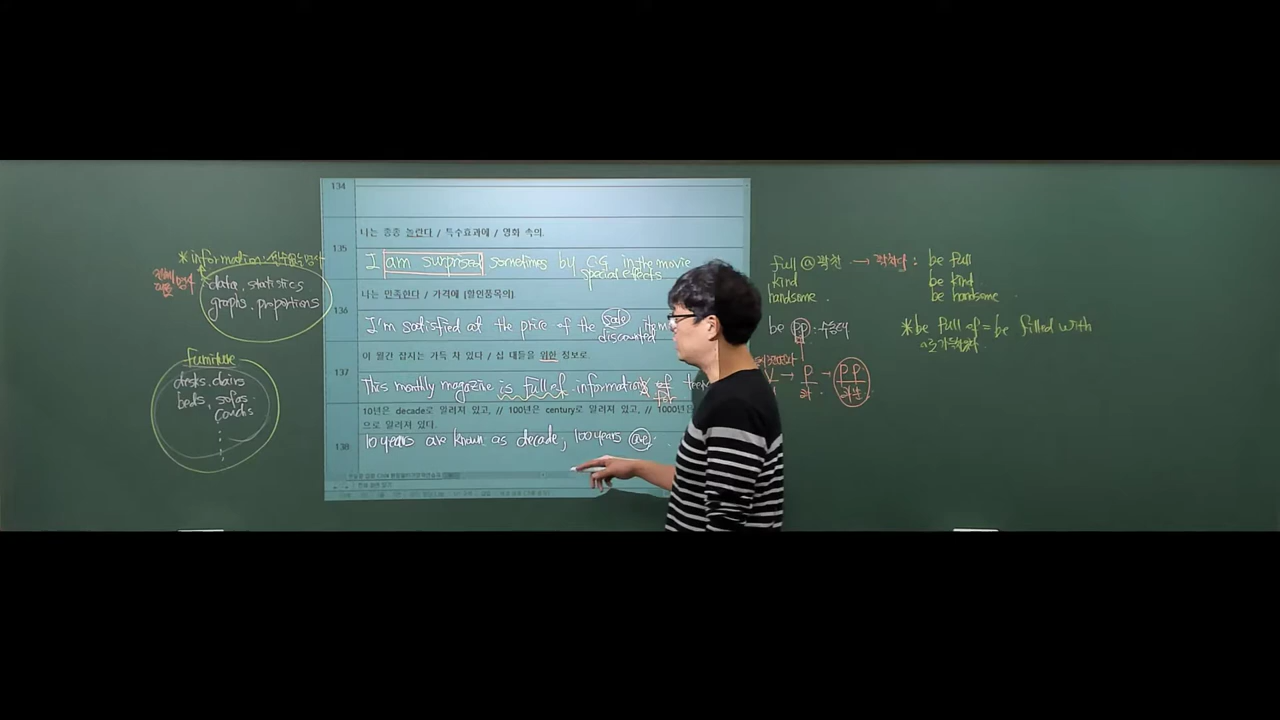 134
나는 종종 놀란다 / 특수효과에 / 영화 속의.
135
I am surprised sometimes by CG in the movie
special effects
나는 만족한다 / 가격에 [할인품목의].
136
I'm satisfied at the price of the sale
discounted
이 월간 잡지는 가득 차 있다 / 십 대들을 위한 정보로.
137
This monthly magazine is full of information of
for
10년은 decade로 알려져 있고, // 100년은 century로 알려져 있고, // 1000년은
으로 알려져 있다.
138
10 years are known as decade, 100 years are
*information:
data, statistics
graphs, proportions
Furniture
desks, chairs
beds, sofas
full ⓐ 꽉찬 → 꽉차다: be full
kind be kind
handsome. be handsome
be PP: 수동태
*be full of = be filled with
→ P → PP